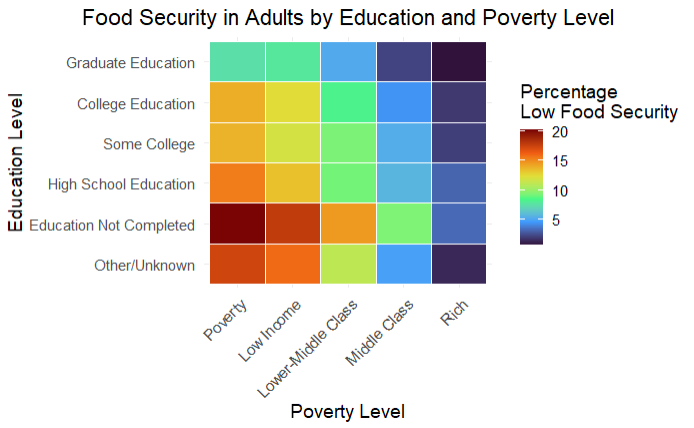 Food Security in Adults by Education and Poverty Level
Education Level
Graduate Education
College Education
Some College
High School Education
Education Not Completed
Other/Unknown
Poverty
Low Income
Lower-Middle Class
Middle Class
Rich
Poverty Level
Percentage
Low Food Security
20
15
10
5